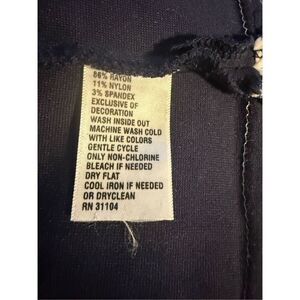 86% RAYON
11% NYLON
3% SPANDEX
EXCLUSIVE OF
DECORATION
WASH INSIDE OUT
MACHINE WASH COLD
WITH LIKE COLORS
GENTLE CYCLE
ONLY NON-CHLORINE
BLEACH IF NEEDED
DRY FLAT
COOL IRON IF NEEDED
OR DRYCLEAN
RN 31104